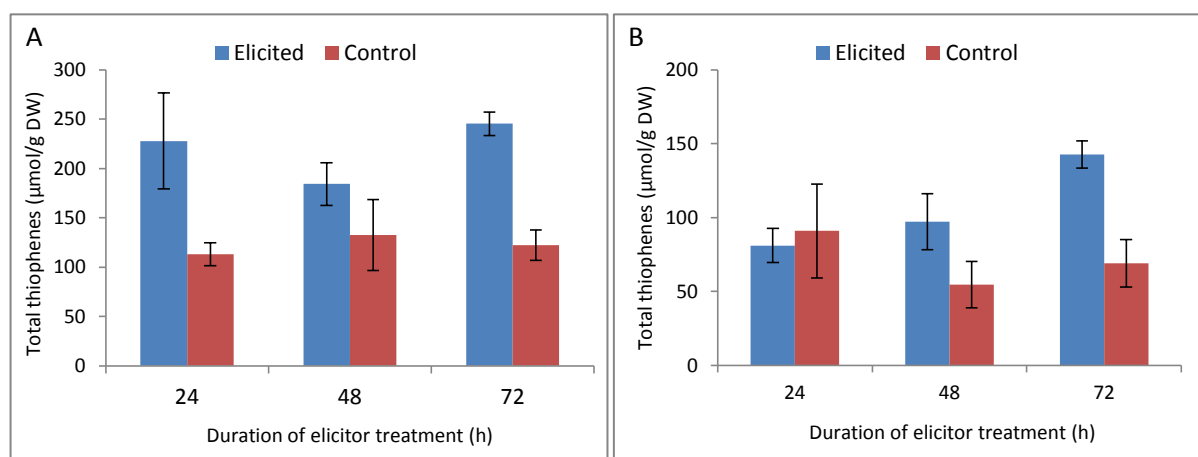 A
Elicited Control
Total thiophenes (µmol/g DW)
300
250
200
150
100
50
0
24 48 72
Duration of elicitor treatment (h)
B
Elicited Control
Total thiophenes (µmol/g DW)
200
150
100
50
0
24 48 72
Duration of elicitor treatment (h)